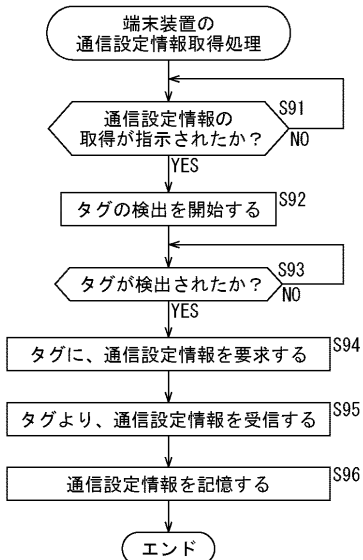 端末装置の
通信設定情報取得処理
通信設定情報の
取得が指示されたか？
S91
NO
YES
タグの検出を開始する
S92
タグが検出されたか？
S93
NO
YES
タグに、通信設定情報を要求する
S94
タグより、通信設定情報を受信する
S95
通信設定情報を記憶する
S96
エンド